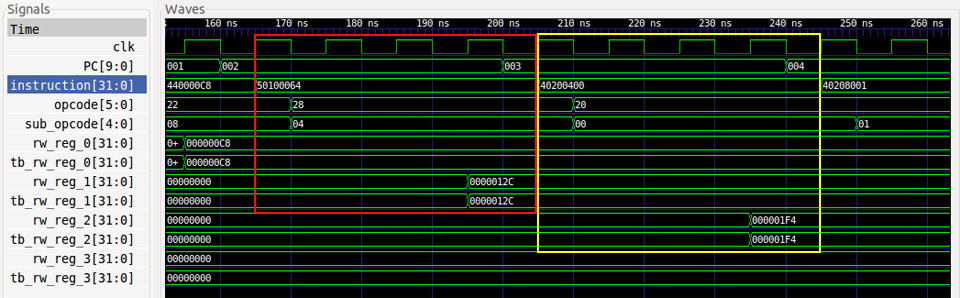 Signals
Waves
Time
160 ns 170 ns 180 ns 190 ns 200 ns 210 ns 220 ns 230 ns 240 ns 250 ns 260 ns
clk
PC[9:0] 001 002 003 004
instruction[31:0] 440000C8 50100064 40200400 40208001
opcode[5:0] 22 28 20
sub_opcode[4:0] 08 04 00 01
rw_reg_0[31:0] 0+ 000000C8
tb_rw_reg_0[31:0] 0+ 000000C8
rw_reg_1[31:0] 00000000 0000012C
tb_rw_reg_1[31:0] 00000000 0000012C
rw_reg_2[31:0] 00000000 000001F4
tb_rw_reg_2[31:0] 00000000 000001F4
rw_reg_3[31:0] 00000000
tb_rw_reg_3[31:0] 00000000